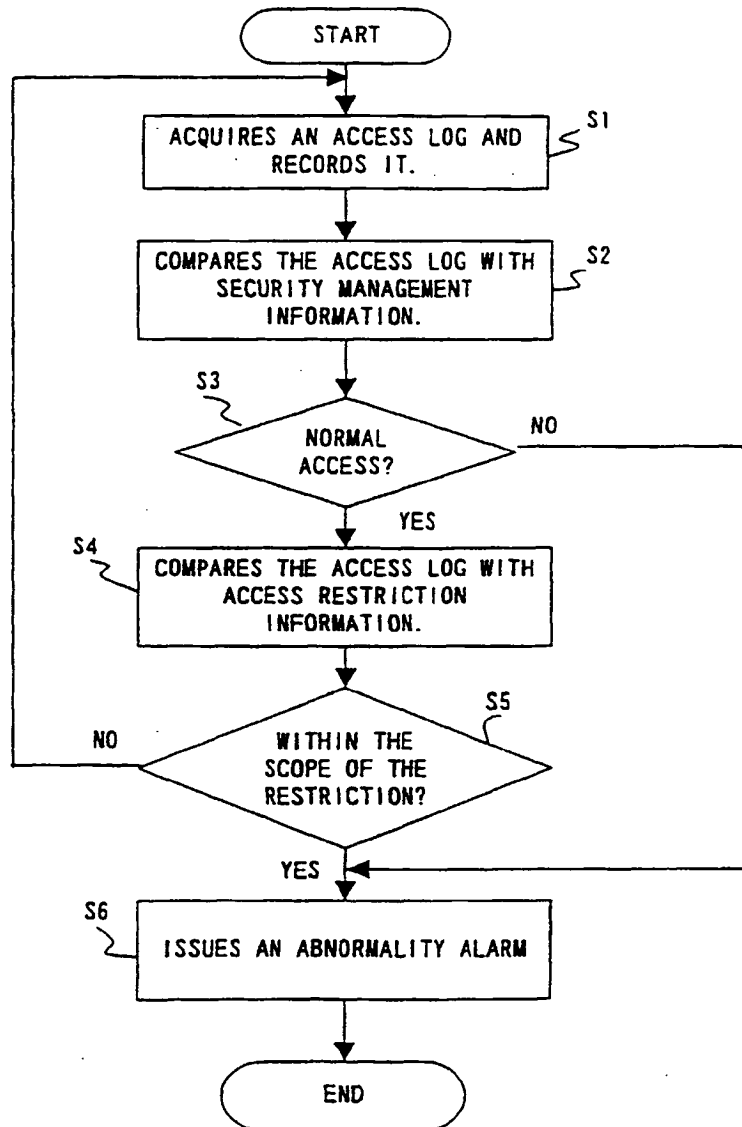 START
ACQUIRES AN ACCESS LOG AND
RECORDS IT.
S1
COMPARES THE ACCESS LOG WITH
SECURITY MANAGEMENT
INFORMATION.
S2
S3
NORMAL
ACCESS?
NO
YES
S4
COMPARES THE ACCESS LOG WITH
ACCESS RESTRICTION
INFORMATION.
S5
NO
WITHIN THE
SCOPE OF THE
RESTRICTION?
YES
S6
ISSUES AN ABNORMALITY ALARM
END